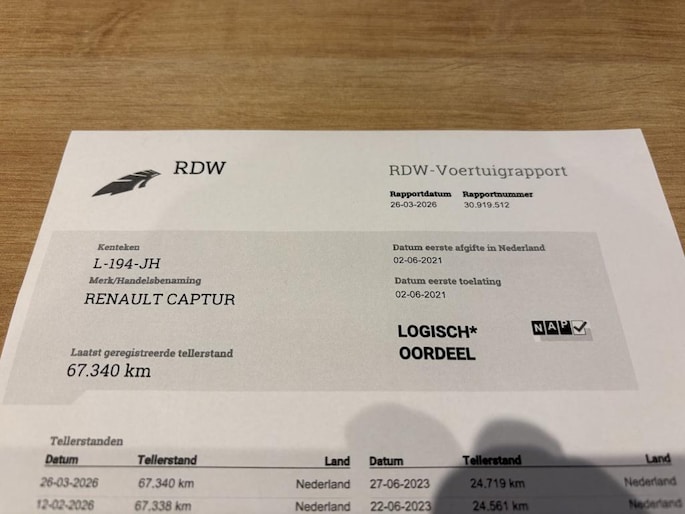 RDW
RDW-Voertuigrapport
Rapportdatum Rapportnummer
26-03-2026 30.919.512
Kenteken
L-194-JH
Merk/Handelsbenaming
RENAULT CAPTUR
Laatst geregistreerde tellerstand
67.340 km
Datum eerste afgifte in Nederland
02-06-2021
Datum eerste toelating
02-06-2021
LOGISCH*
OORDEEL
NAP
Tellerstanden
Datum Tellerstand Land Datum Tellerstand Land
26-03-2026 67.340 km Nederland 27-06-2023 24.719 km Nederland
12-02-2026 67.338 km Nederland 22-06-2023 24.561 km Nederland